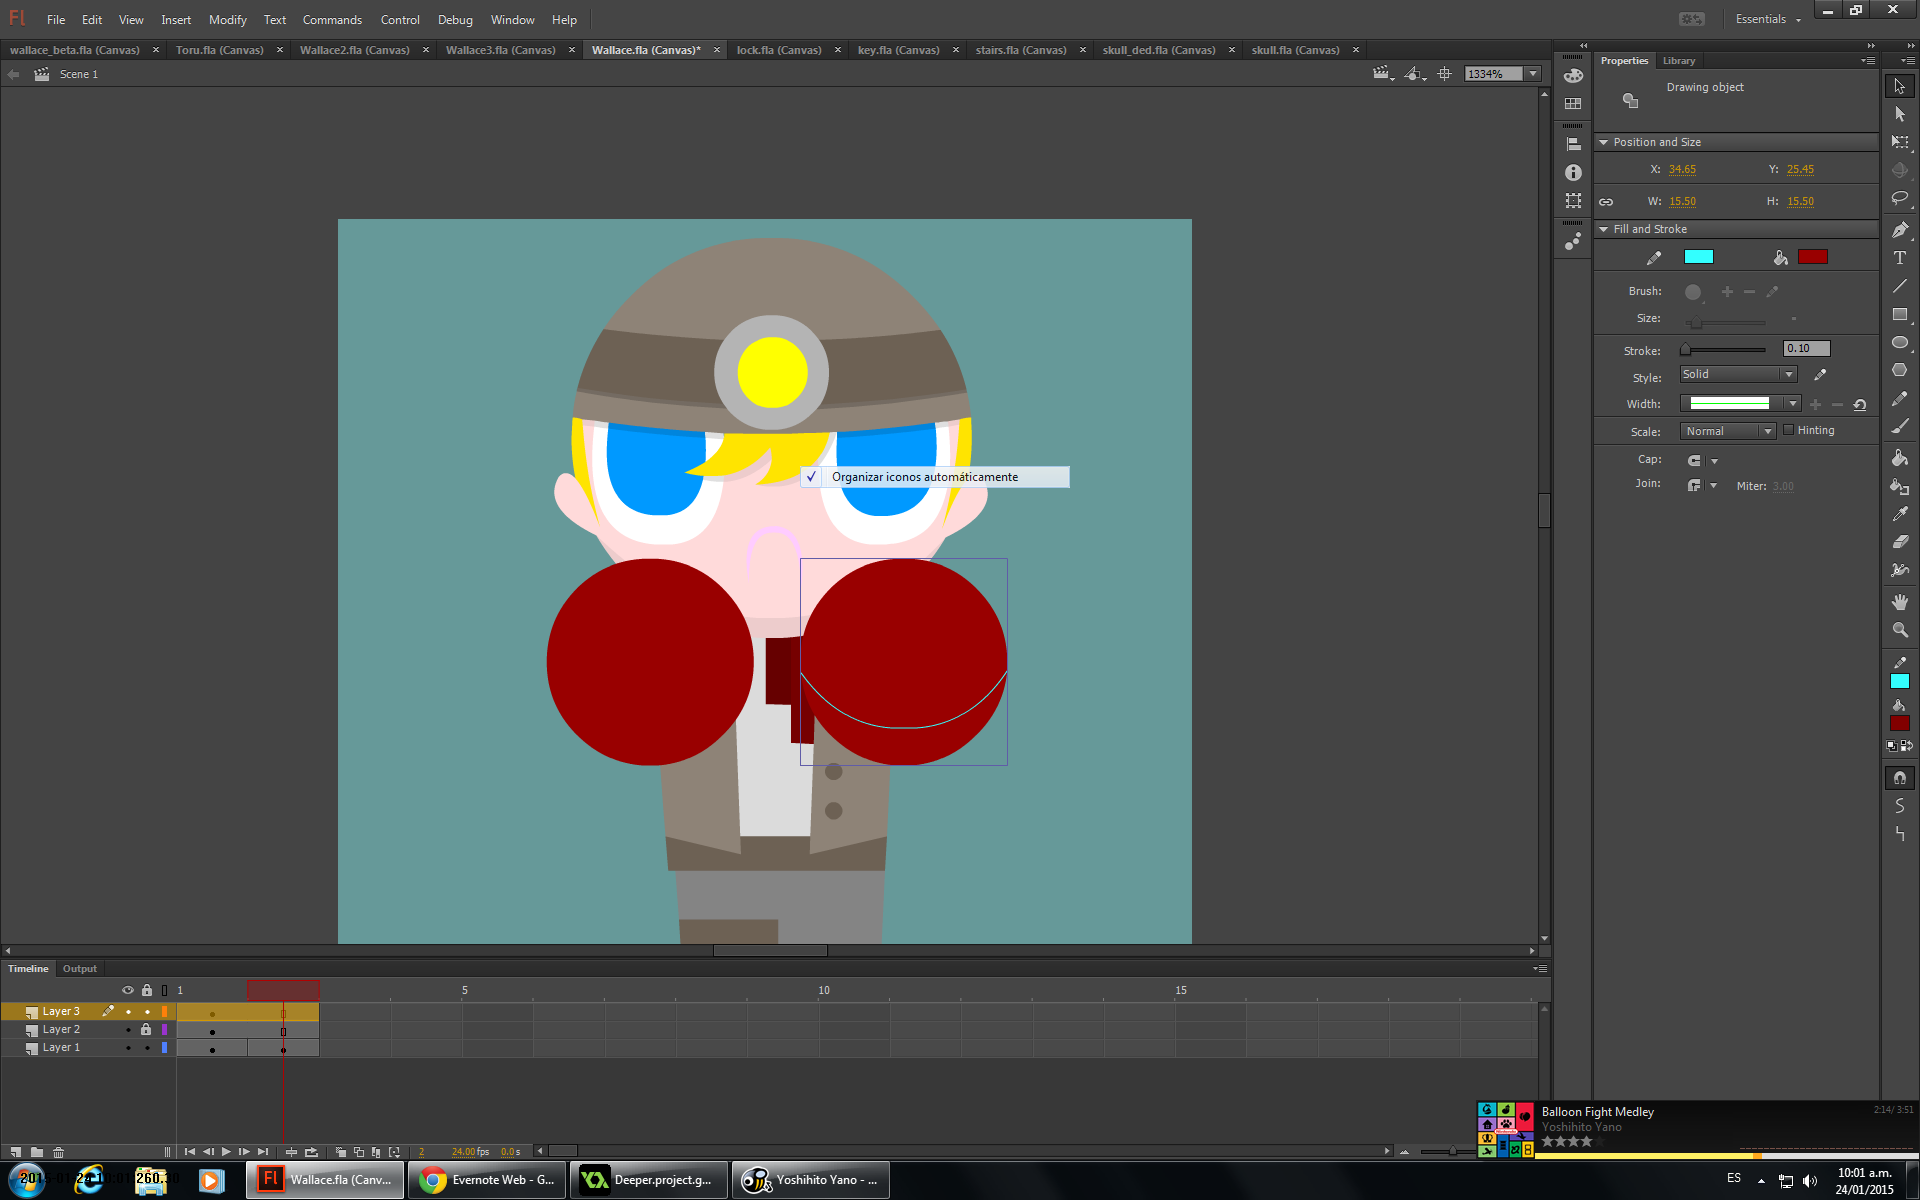 Fl File Edit View Insert Modify Text Commands Control Debug Window Help Essentials
wallace_beta.fla (Canvas) × Toru.fla (Canvas) × Wallace2.fla (Canvas) × Wallace3.fla (Canvas) × Wallace.fla (Canvas)* × lock.fla (Canvas) × key.fla (Canvas) × stairs.fla (Canvas) × skull_ded.fla (Canvas) × skull.fla (Canvas) ×
Scene 1
1334%
Properties Library
Drawing object
Position and Size
X: 34.65 Y: 25.45
W: 15.50 H: 15.50
Fill and Stroke
Brush:
Size: -
Stroke: 0.10
Style: Solid
Width:
Scale: Normal Hinting
Cap:
Join: Miter: 3.00
✓ Organizar iconos automáticamente
Timeline Output
1 5 10 15
Layer 3
Layer 2
Layer 1
2 24.00 fps 0.0 s
Balloon Fight Medley
2:14/ 3:51
Yoshihito Yano
Fl Wallace.fla (Canv...
Evernote Web - G...
Deeper.project.g...
Yoshihito Yano - ...
ES
10:01 a.m.
24/01/2015